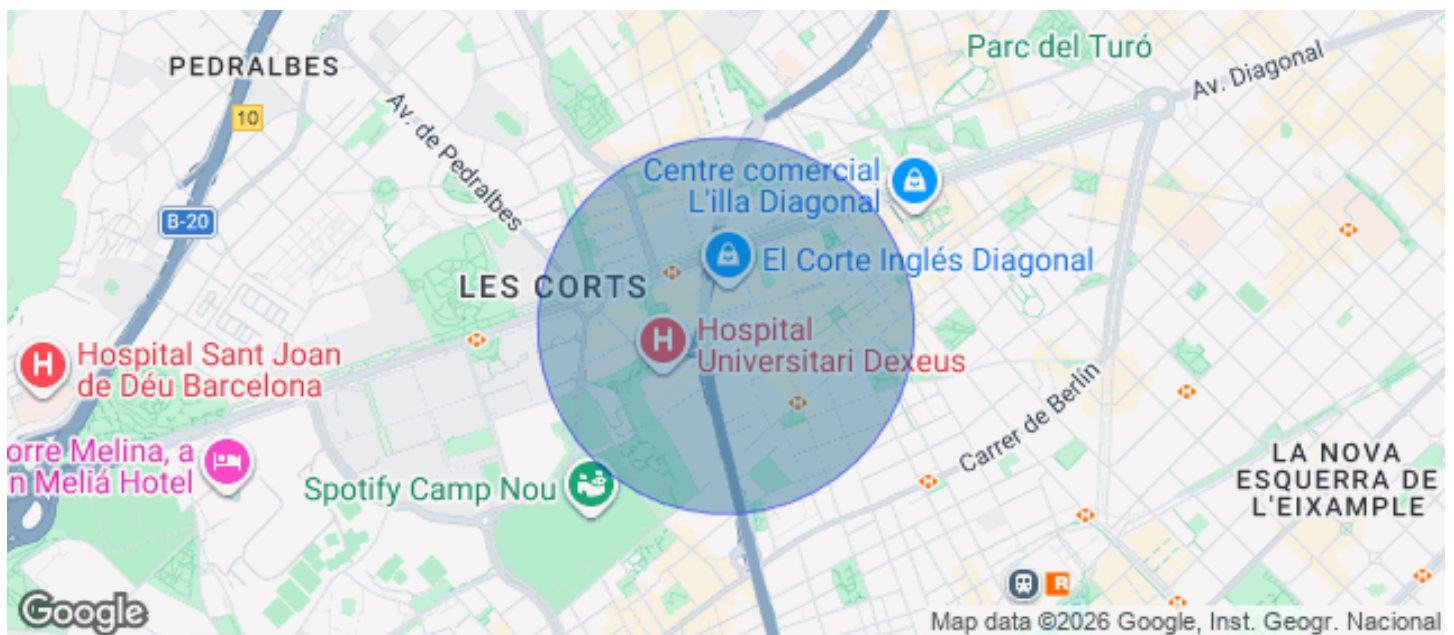 PEDRALBES
Parc del Turó
Av. Diagonal
10
Av. de Pedralbes
Centre comercial
L'illa Diagonal
B-20
El Corte Inglés Diagonal
LES CORTS
Hospital
Universitari Dexeus
H
H
Hospital Sant Joan
de Déu Barcelona
Carrer de Berlín
orre Melina, a
n Meliá Hotel
Spotify Camp Nou
LA NOVA
ESQUERRA DE
L'EIXAMPLE
R
Google
Map data ©2026 Google, Inst. Geogr. Nacional